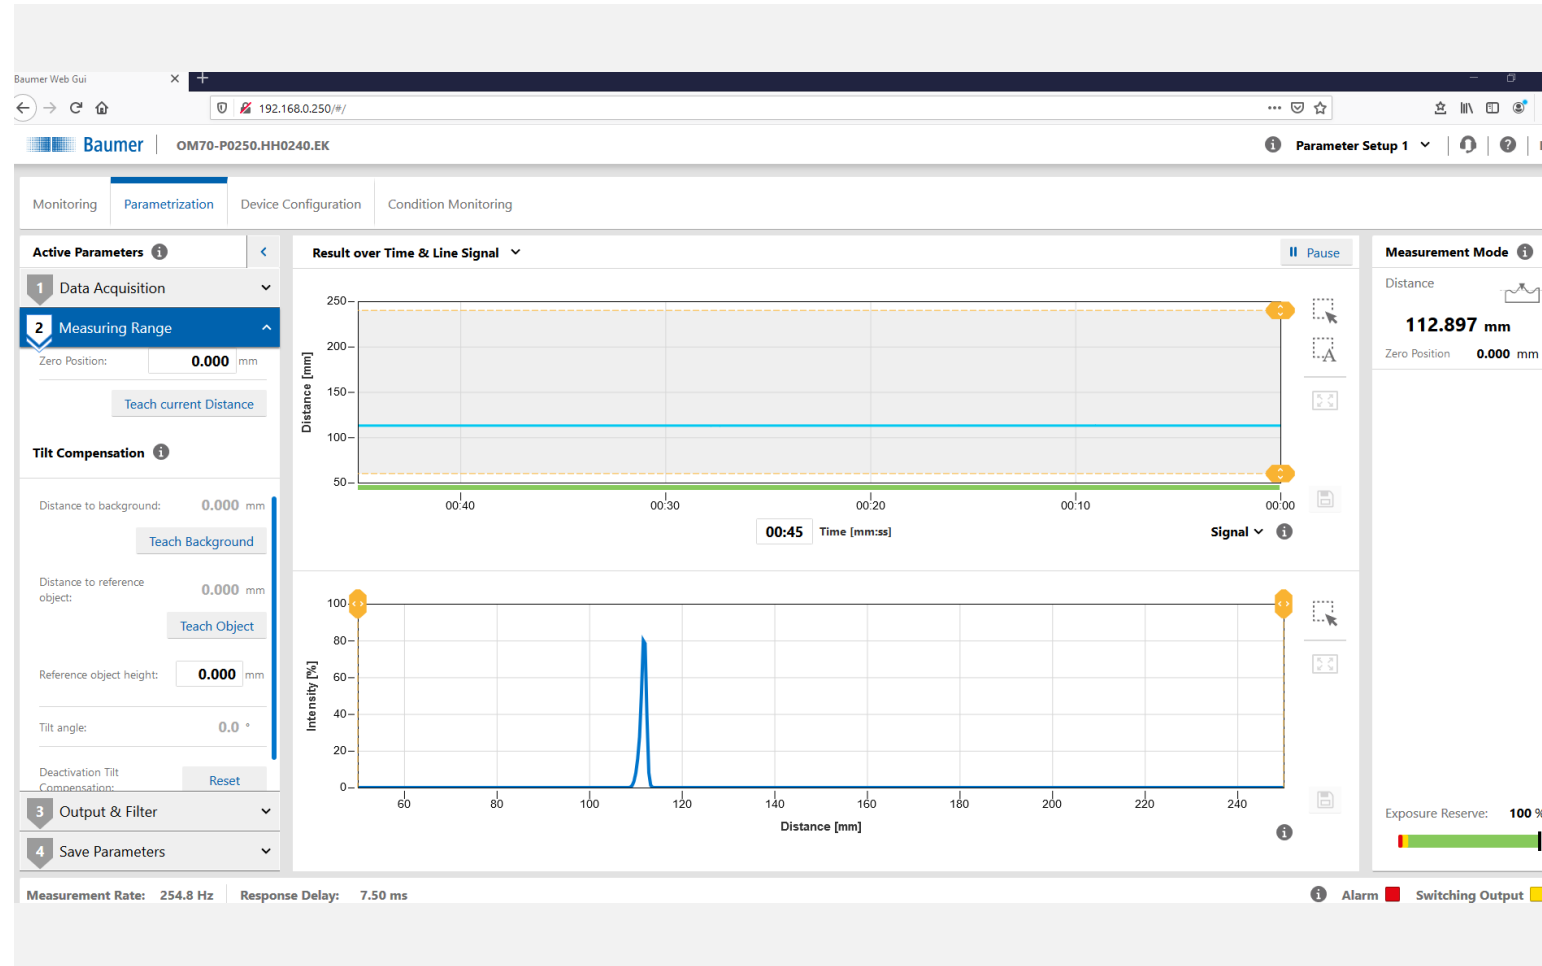 Baumer Web Gui
192.168.0.250/#/
Baumer OM70-P0250.HH0240.EK Parameter Setup 1
Monitoring Parametrization Device Configuration Condition Monitoring
Active Parameters
1 Data Acquisition
2 Measuring Range
Zero Position: 0.000 mm
Teach current Distance
Tilt Compensation
Distance to background: 0.000 mm
Teach Background
Distance to reference
object: 0.000 mm
Teach Object
Reference object height: 0.000 mm
Tilt angle: 0.0 °
Deactivation Tilt
Compensation: Reset
3 Output & Filter
4 Save Parameters
Result over Time & Line Signal
Pause
Distance [mm]
250
200
150
100
50
00:40 00:30 00:20 00:10 00:00
00:45 Time [mm:ss]
Signal
Intensity [%]
100
80
60
40
20
0
60 80 100 120 140 160 180 200 220 240
Distance [mm]
Measurement Mode
Distance
112.897 mm
Zero Position 0.000 mm
Exposure Reserve: 100 %
Measurement Rate: 254.8 Hz Response Delay: 7.50 ms
Alarm Switching Output